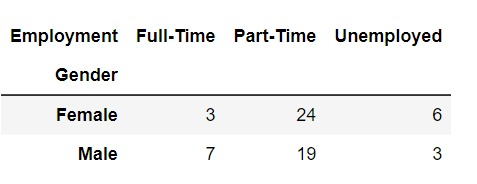 Employment Full-Time Part-Time Unemployed
Gender
Female 3 24 6
Male 7 19 3